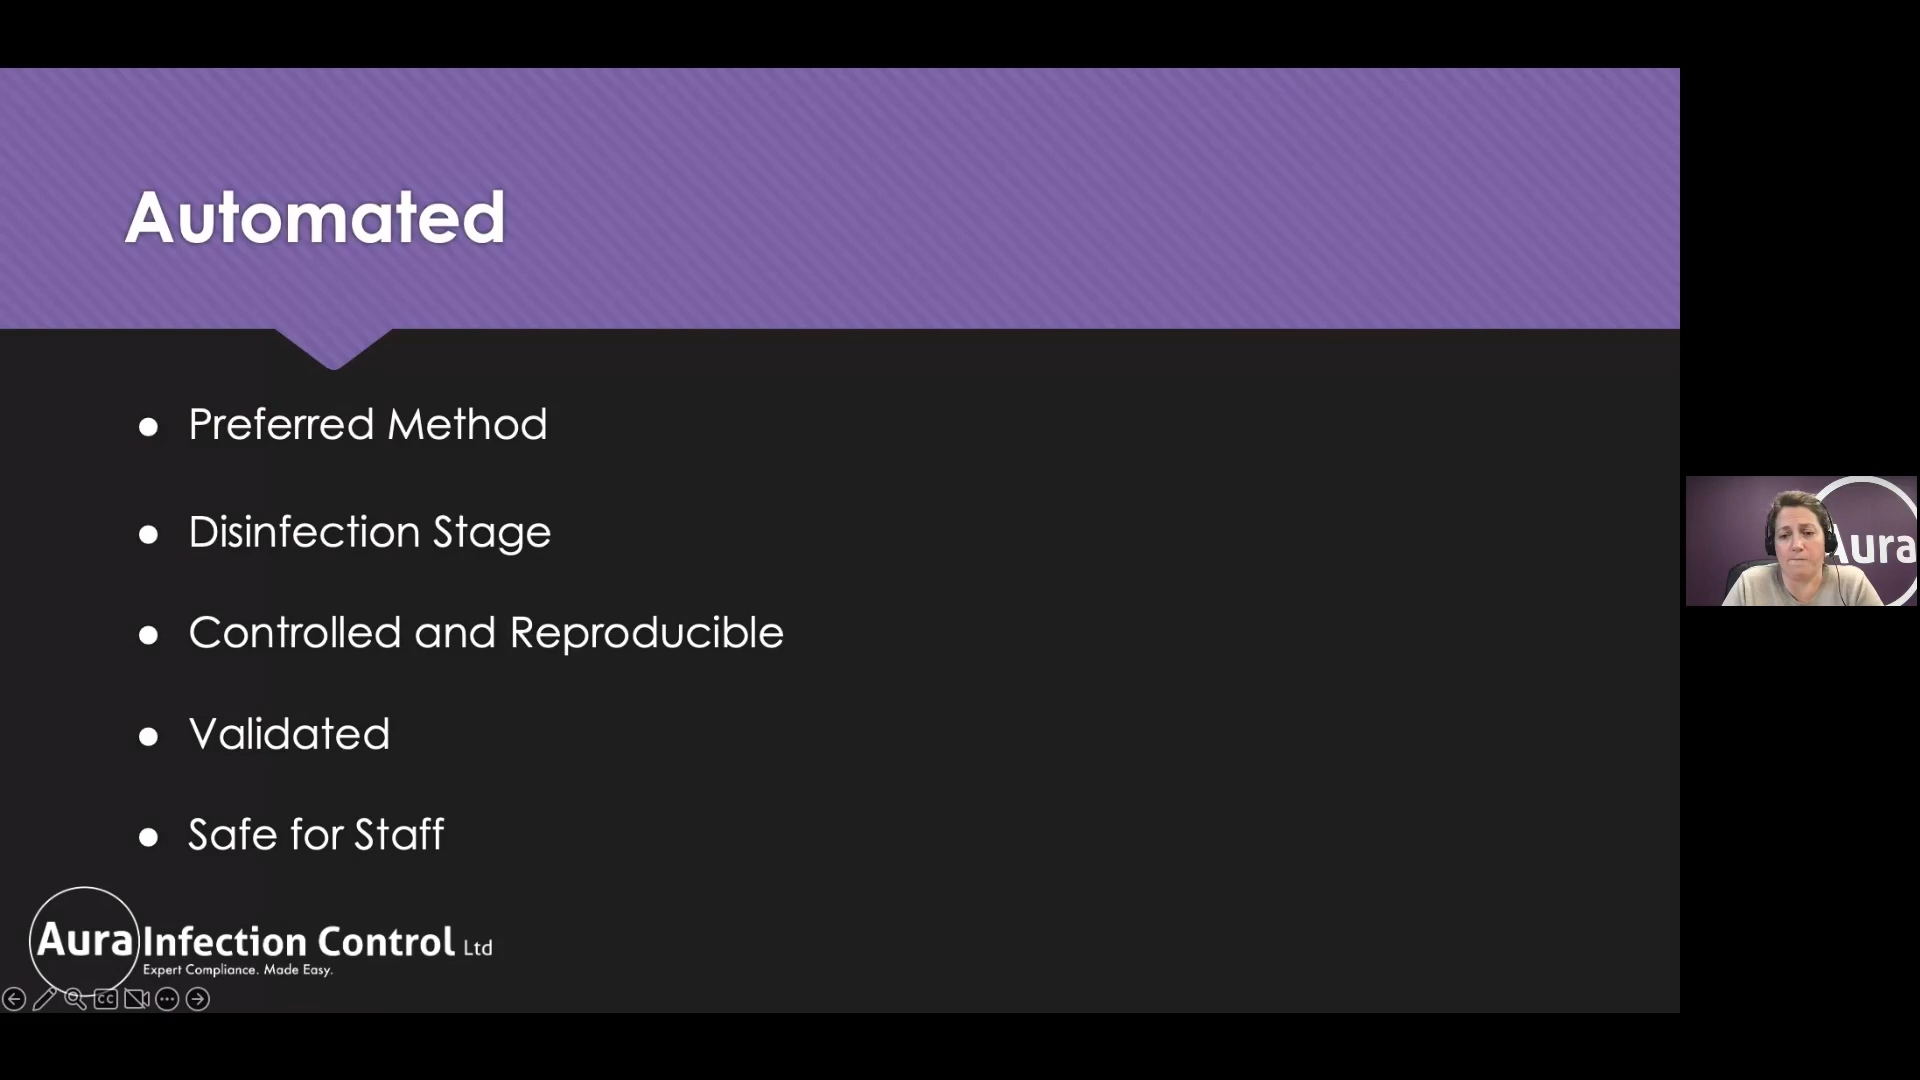 Automated
Preferred Method
Disinfection Stage
Controlled and Reproducible
Validated
Safe for Staff
Aura Infection Control Ltd
Expert Compliance. Made Easy.
CC
Aura